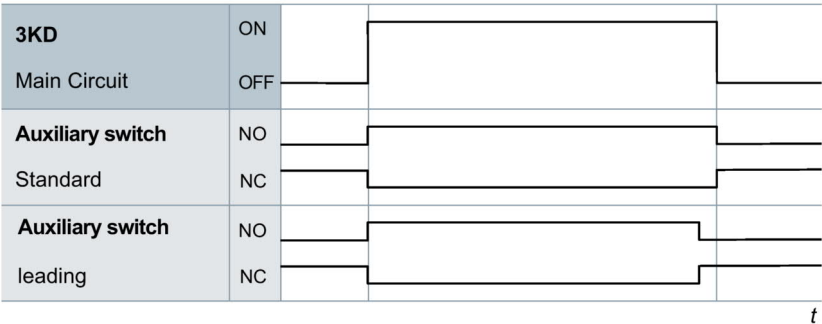 3KD ON
Main Circuit OFF
Auxiliary switch NO
Standard NC
Auxiliary switch NO
leading NC
t